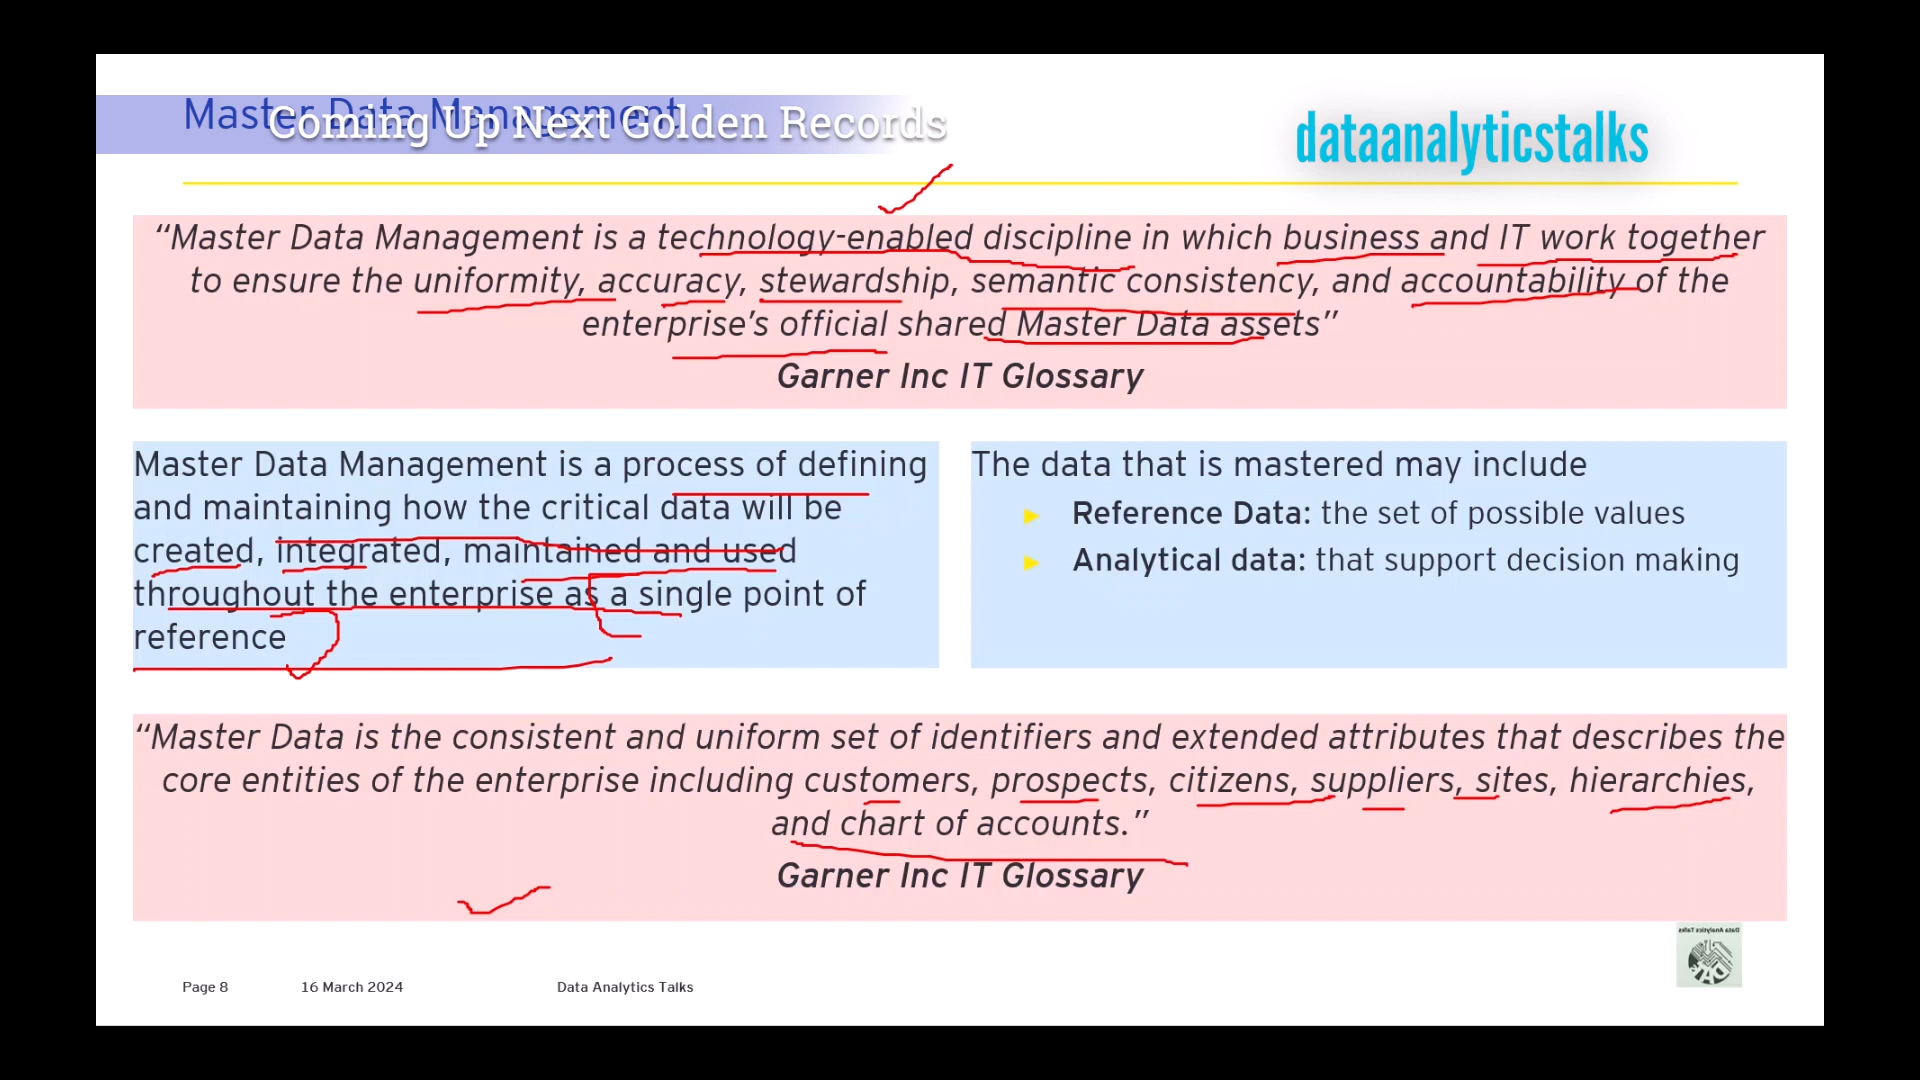 Master Data Management
Coming Up Next Golden Records
dataanalyticstalks
“Master Data Management is a technology-enabled discipline in which business and IT work together
to ensure the uniformity, accuracy, stewardship, semantic consistency, and accountability of the
enterprise’s official shared Master Data assets”
Garner Inc IT Glossary
Master Data Management is a process of defining
and maintaining how the critical data will be
created, integrated, maintained and used
throughout the enterprise as a single point of
reference
The data that is mastered may include
Reference Data: the set of possible values
Analytical data: that support decision making
“Master Data is the consistent and uniform set of identifiers and extended attributes that describes the
core entities of the enterprise including customers, prospects, citizens, suppliers, sites, hierarchies,
and chart of accounts.”
Garner Inc IT Glossary
Data Analytics Talks
Page 8
16 March 2024
Data Analytics Talks